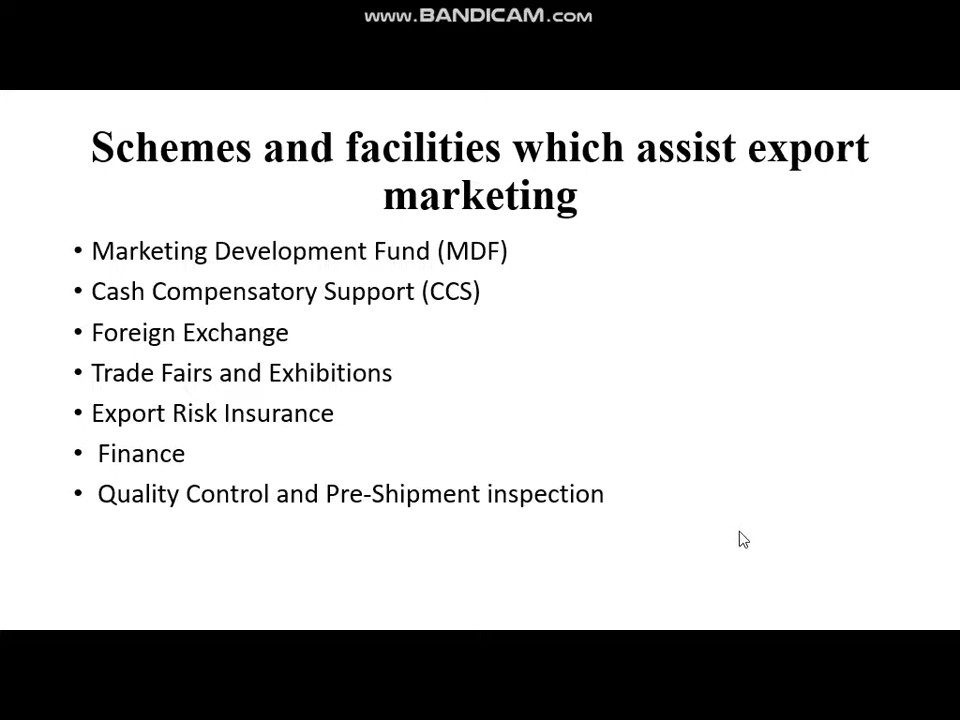 www.BANDICAM.com
Schemes and facilities which assist export
marketing
• Marketing Development Fund (MDF)
• Cash Compensatory Support (CCS)
• Foreign Exchange
• Trade Fairs and Exhibitions
• Export Risk Insurance
• Finance
• Quality Control and Pre-Shipment inspection